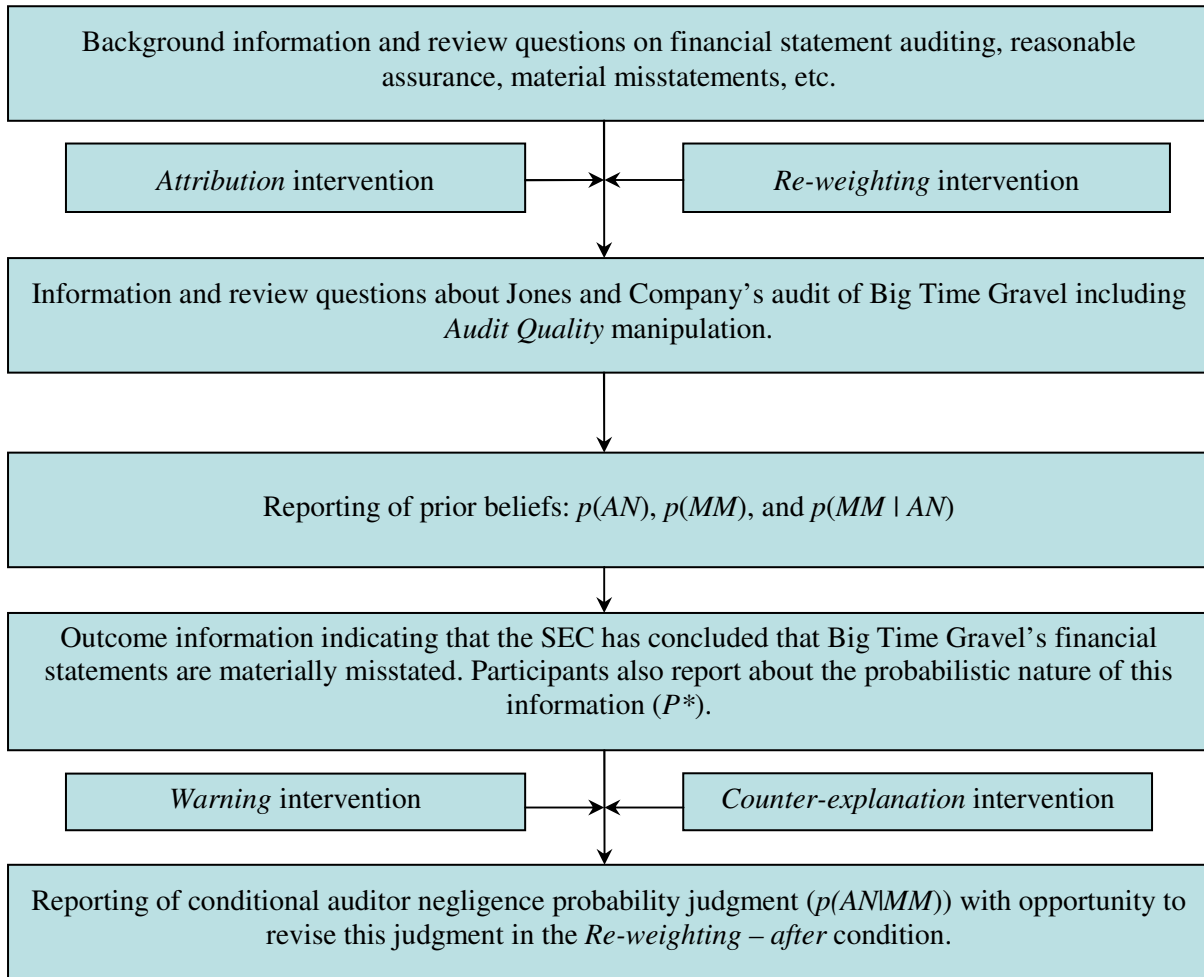 Background information and review questions on financial statement auditing, reasonable
assurance, material misstatements, etc.
Attribution intervention
Re-weighting intervention
Information and review questions about Jones and Company’s audit of Big Time Gravel including
Audit Quality manipulation.
Reporting of prior beliefs: p(AN), p(MM), and p(MM | AN)
Outcome information indicating that the SEC has concluded that Big Time Gravel’s financial
statements are materially misstated. Participants also report about the probabilistic nature of this
information (P*).
Warning intervention
Counter-explanation intervention
Reporting of conditional auditor negligence probability judgment (p(AN|MM)) with opportunity to
revise this judgment in the Re-weighting – after condition.